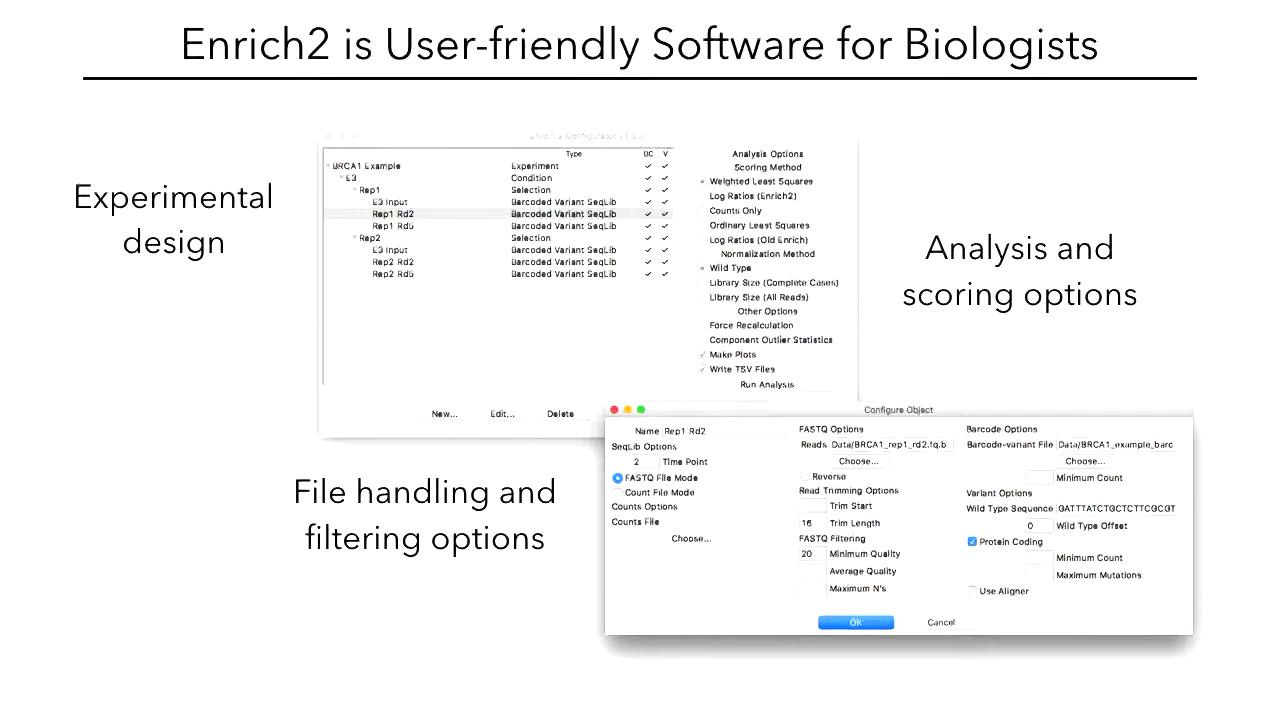 Enrich2 is User-friendly Software for Biologists
Experimental
design
Type BC V
BRCA1 Example Experiment ✓ ✓
E3 Condition ✓ ✓
Rep1 Selection ✓ ✓
E3 Input Barcoded Variant SeqLib ✓ ✓
Rep1 Rd2 Barcoded Variant SeqLib ✓ ✓
Rep1 Rd5 Barcoded Variant SeqLib ✓ ✓
Rep2 Selection ✓ ✓
E3 Input Barcoded Variant SeqLib ✓ ✓
Rep2 Rd2 Barcoded Variant SeqLib ✓ ✓
Rep2 Rd5 Barcoded Variant SeqLib ✓ ✓
New... Edit... Delete
Analysis Options
Scoring Method
Weighted Least Squares
Log Ratios (Enrich2)
Counts Only
Ordinary Least Squares
Log Ratios (Old Enrich)
Normalization Method
Wild Type
Library Size (Complete Cases)
Library Size (All Reads)
Other Options
Force Recalculation
Component Outlier Statistics
✓ Make Plots
✓ Write TSV Files
Run Analysis
Analysis and
scoring options
File handling and
filtering options
Configure Object
Name Rep1 Rd2
SeqLib Options
2 Time Point
FASTQ File Mode
Count File Mode
Counts Options
Counts File
Choose...
FASTQ Options
Reads Data/BRCA1_rep1_rd2.fq.b
Choose...
Reverse
Read Trimming Options
Trim Start
16 Trim Length
FASTQ Filtering
20 Minimum Quality
Average Quality
Maximum N's
Barcode Options
Barcode-variant File Data/BRCA1_example_barc
Choose...
Minimum Count
Variant Options
Wild Type Sequence GATTTATCTGCTCTTCGCGT
0 Wild Type Offset
Protein Coding
Minimum Count
Maximum Mutations
Use Aligner
OK Cancel